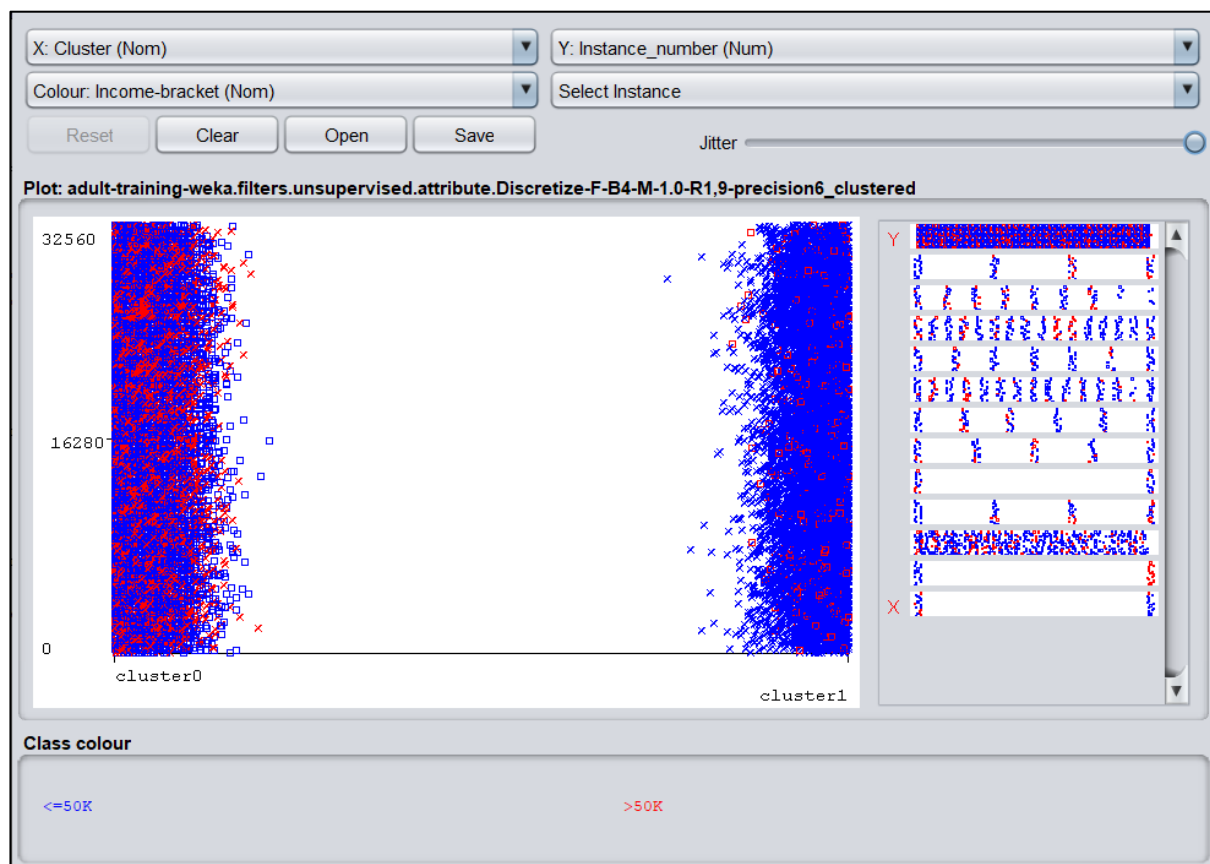 X: Cluster (Nom)
Y: Instance_number (Num)
Colour: Income-bracket (Nom)
Select Instance
Reset
Clear
Open
Save
Jitter
Plot: adult-training-weka.filters.unsupervised.attribute.Discretize-F-B4-M-1.0-R1,9-precision6_clustered
32560
16280
0
cluster0
cluster1
Y
X
Class colour
<=50K
>50K